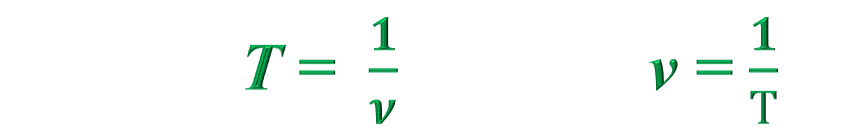 T = 1/ν    ν = 1/T